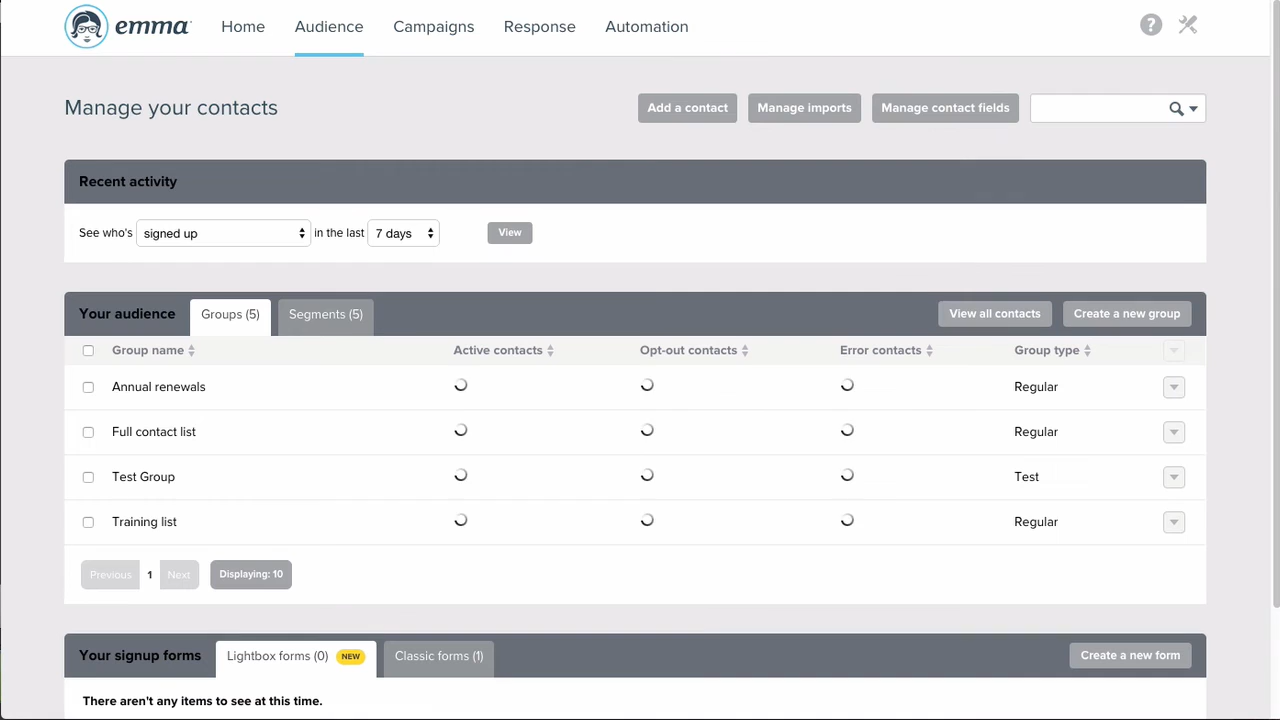 emma Home Audience Campaigns Response Automation ?
Manage your contacts Add a contact Manage imports Manage contact fields
Recent activity
See who's signed up in the last 7 days View
Your audience Groups (5) Segments (5) View all contacts Create a new group
Group name Active contacts Opt-out contacts Error contacts Group type
Annual renewals Regular
Full contact list Regular
Test Group Test
Training list Regular
Previous 1 Next Displaying: 10
Your signup forms Lightbox forms (0) NEW Classic forms (1) Create a new form
There aren't any items to see at this time.